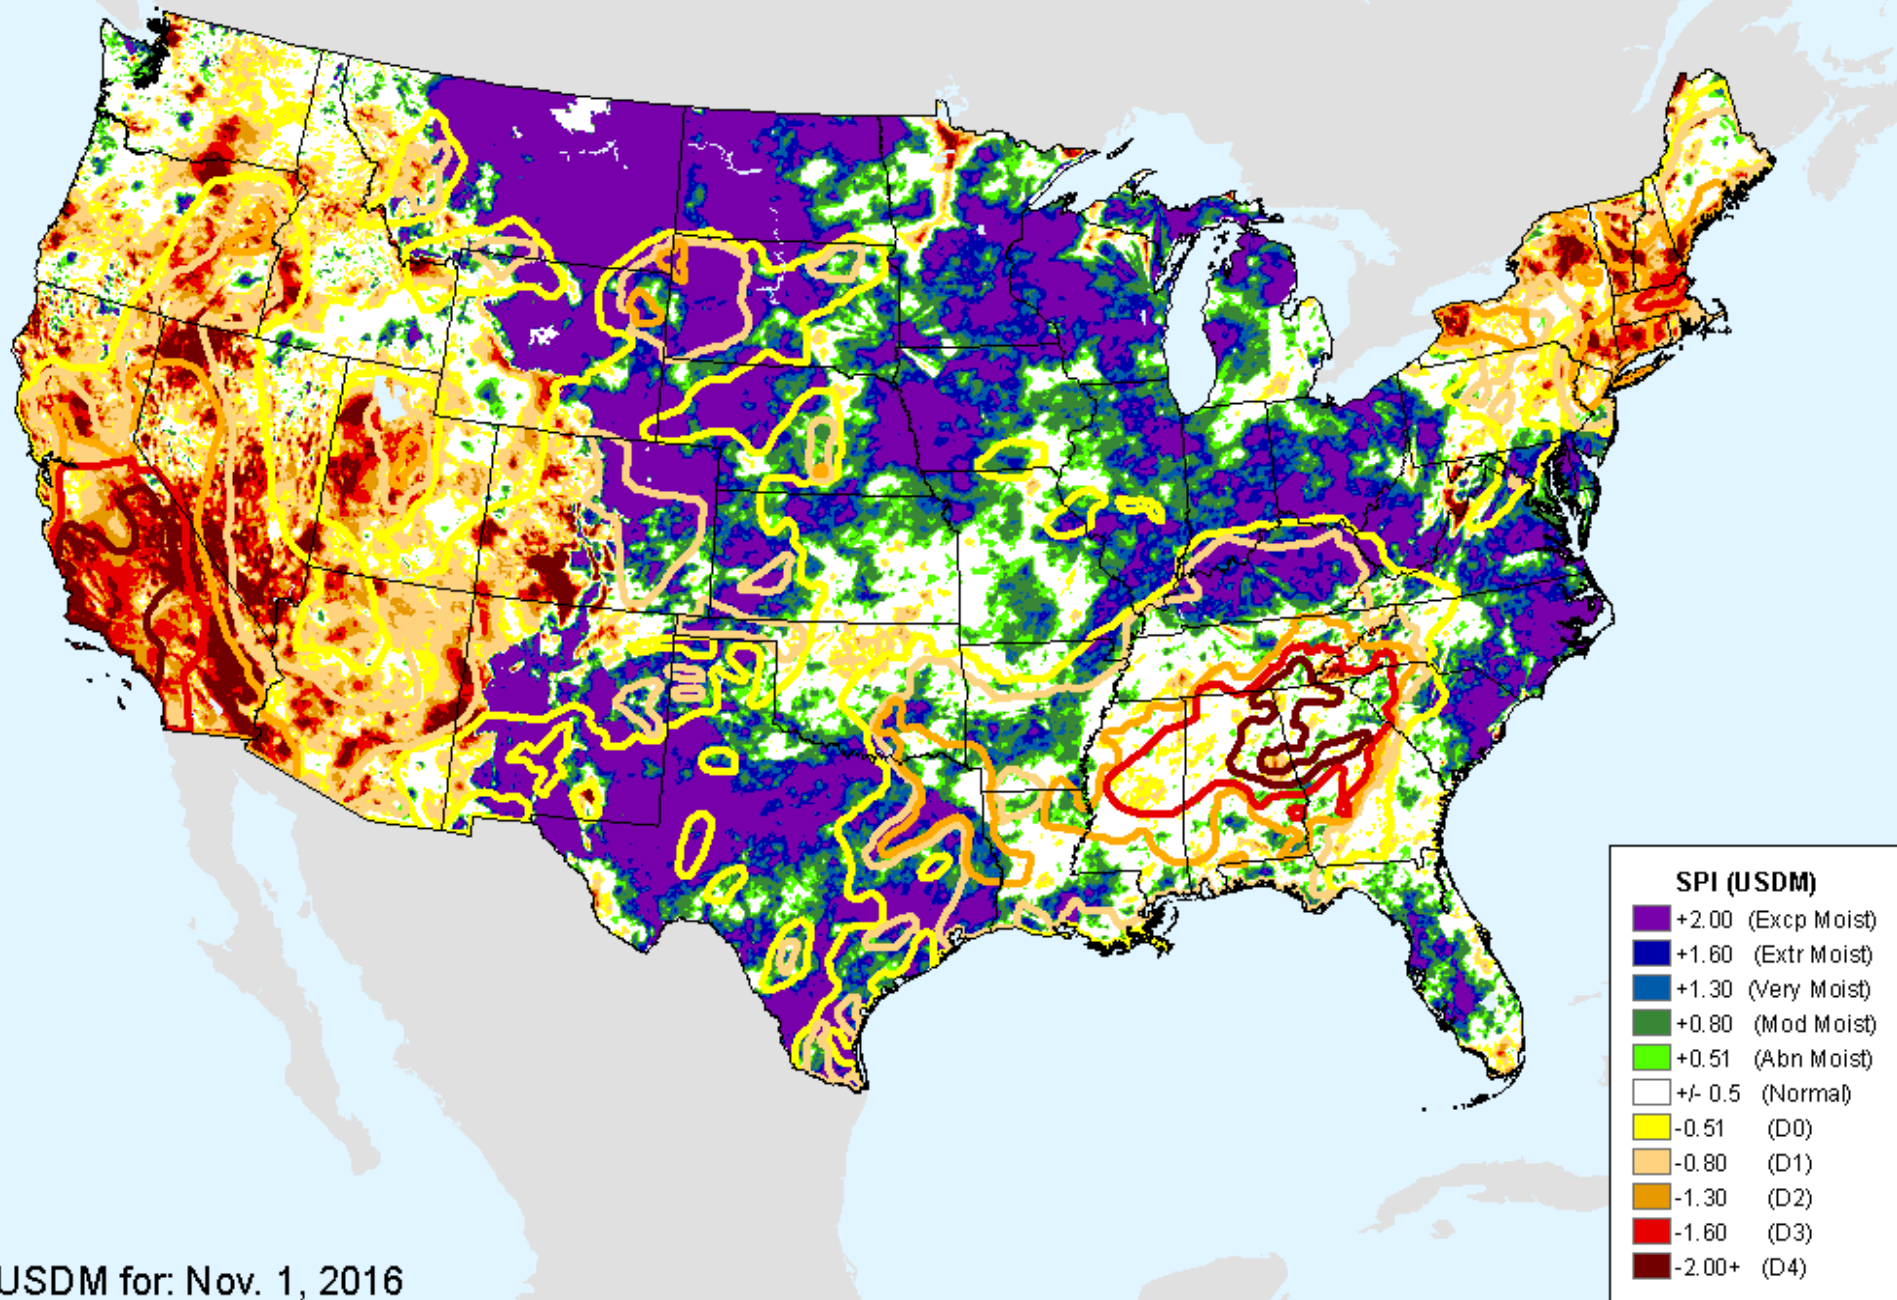 SPI (USDM)
+2.00 (Excp Moist)
+1.60 (Extr Moist)
+1.30 (Very Moist)
+0.80 (Mod Moist)
+0.51 (Abn Moist)
+/- 0.5 (Normal)
-0.51 (D0)
-0.80 (D1)
-1.30 (D2)
-1.60 (D3)
-2.00+ (D4)
USDM for: Nov. 1, 2016